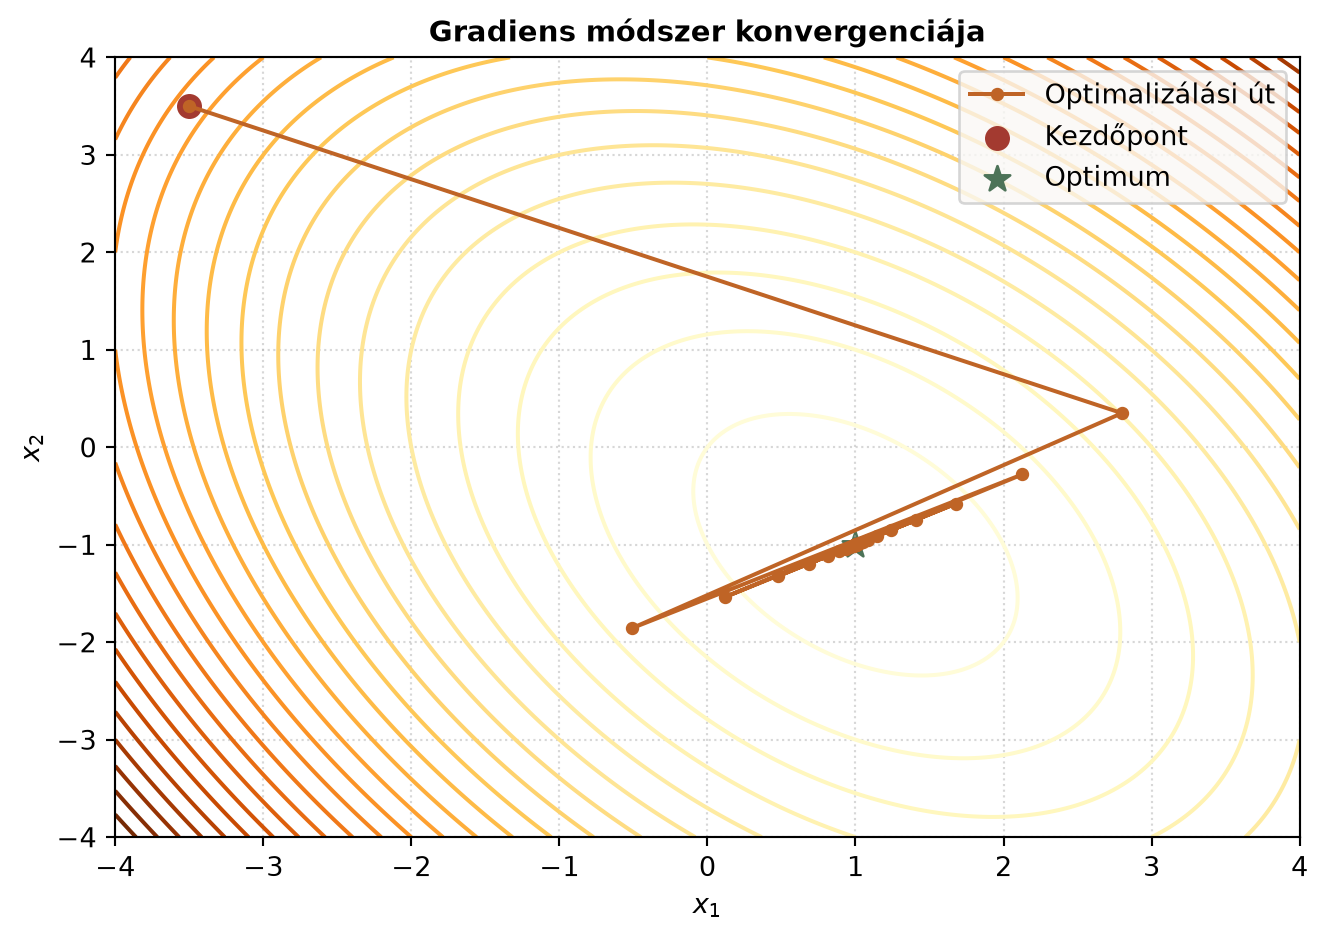 Gradiens módszer konvergenciája
4
3
2
1
0
−1
−2
−3
−4
x₂
Optimalizálási út
Kezdőpont
Optimum
−4 −3 −2 −1 0 1 2 3 4
x₁